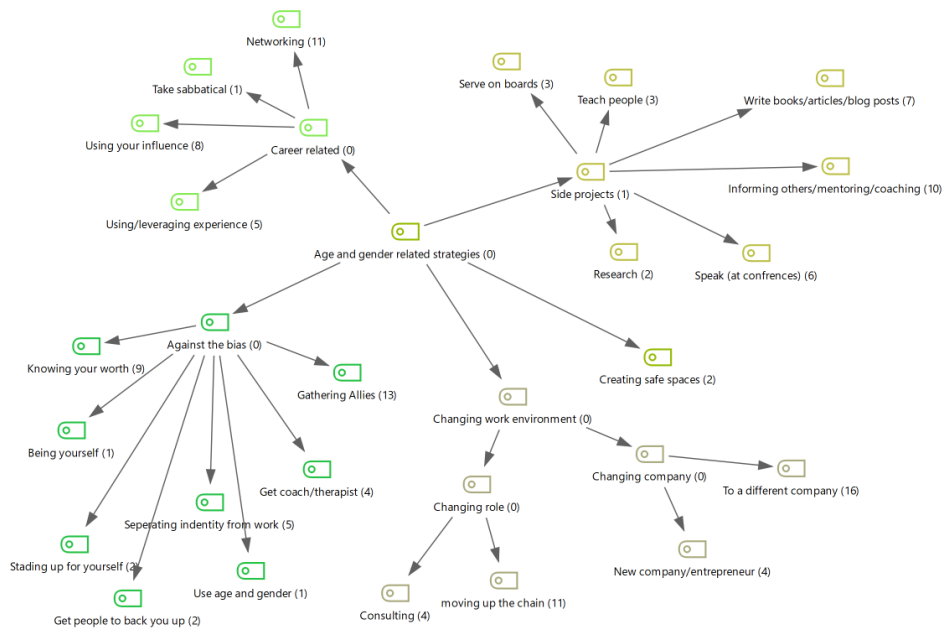 Networking (11)
Serve on boards (3)
Take sabbatical (1)
Teach people (3)
Write books/articles/blog posts (7)
Using your influence (8)
Career related (0)
Informing others/mentoring/coaching (10)
Side projects (1)
Using/leveraging experience (5)
Age and gender related strategies (0)
Research (2)
Speak (at confrences) (6)
Against the bias (0)
Knowing your worth (9)
Creating safe spaces (2)
Gathering Allies (13)
Changing work environment (0)
Being yourself (1)
Changing company (0)
Get coach/therapist (4)
To a different company (16)
Changing role (0)
Seperating indentity from work (5)
Stading up for yourself (2)
New company/entrepreneur (4)
Use age and gender (1)
moving up the chain (11)
Consulting (4)
Get people to back you up (2)